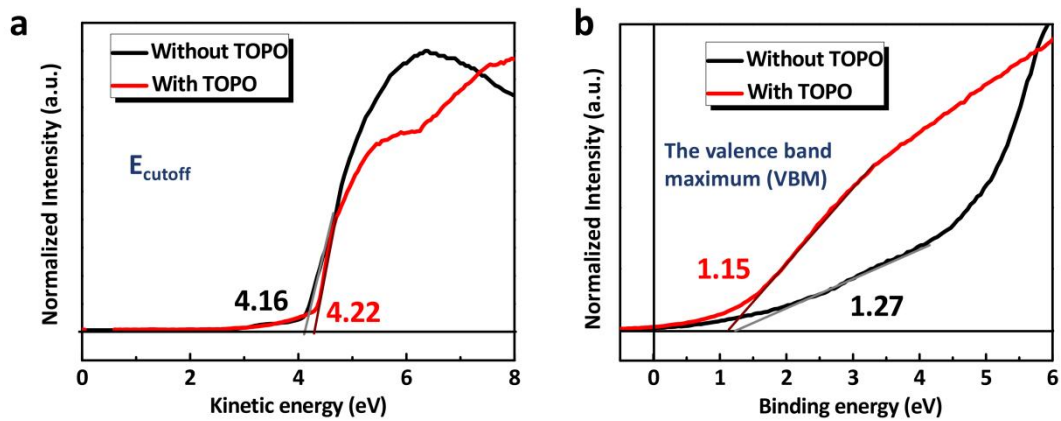 a
Without TOPO
With TOPO
E_cutoff
4.16
4.22
Normalized Intensity (a.u.)
0 2 4 6 8
Kinetic energy (eV)
b
Without TOPO
With TOPO
The valence band
maximum (VBM)
1.15
1.27
Normalized Intensity (a.u.)
0 1 2 3 4 5 6
Binding energy (eV)